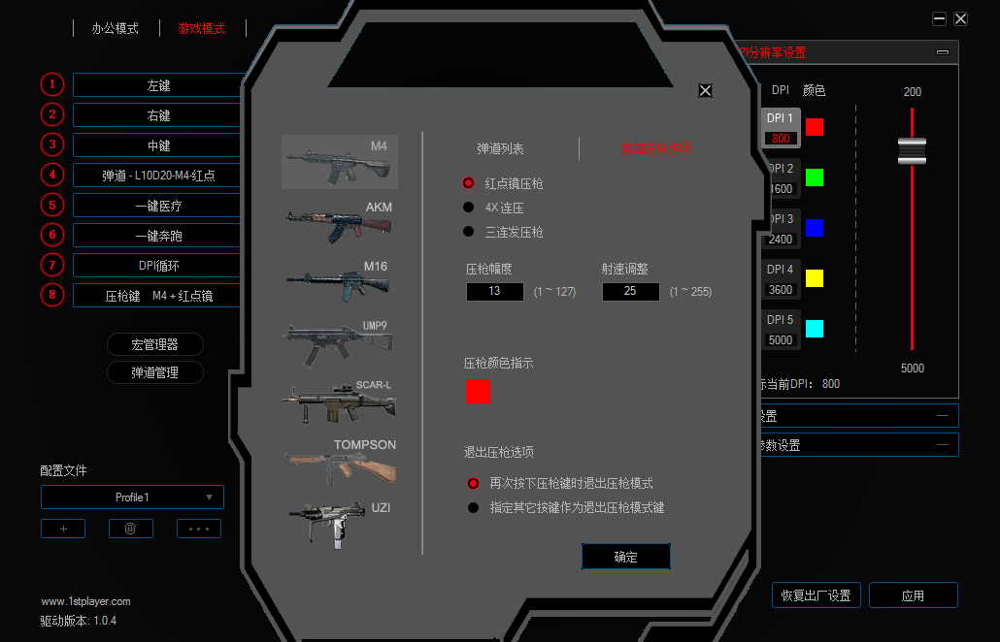 办公模式
游戏模式
1 左键
2 右键
3 中键
4 弹道 - L10D20-M4-红点
5 一键医疗
6 一键奔跑
7 DPI循环
8 压枪键 M4 + 红点镜
宏管理器
弹道管理
配置文件
Profile1
www.1stplayer.com
驱动版本: 1.0.4
M4
AKM
M16
UMP9
SCAR-L
TOMPSON
UZI
弹道列表
基础压枪选项
红点镜压枪
4X 连压
三连发压枪
压枪幅度 射速调整
13 (1 ~ 127) 25 (1 ~ 255)
压枪颜色指示
退出压枪选项
再次按下压枪键时退出压枪模式
指定其它按键作为退出压枪模式键
确定
PI分辨率设置
DPI 颜色 200
DPI 1
800
DPI 2
1600
DPI 3
2400
DPI 4
3600
DPI 5
5000
5000
标当前DPI: 800
设置
参数设置
恢复出厂设置
应用